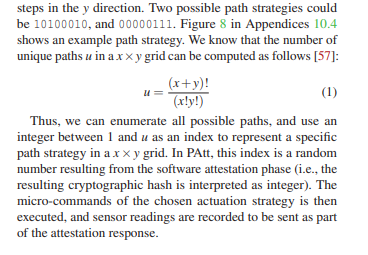 steps in the y direction. Two possible path strategies could
be 10100010, and 00000111. Figure 8 in Appendices 10.4
shows an example path strategy. We know that the number of
unique paths u in a x × y grid can be computed as follows [57]:
u = (x+y)! / (x!y!) (1)
Thus, we can enumerate all possible paths, and use an
integer between 1 and u as an index to represent a specific
path strategy in a x × y grid. In PAtt, this index is a random
number resulting from the software attestation phase (i.e., the
resulting cryptographic hash is interpreted as integer). The
micro-commands of the chosen actuation strategy is then
executed, and sensor readings are recorded to be sent as part
of the attestation response.